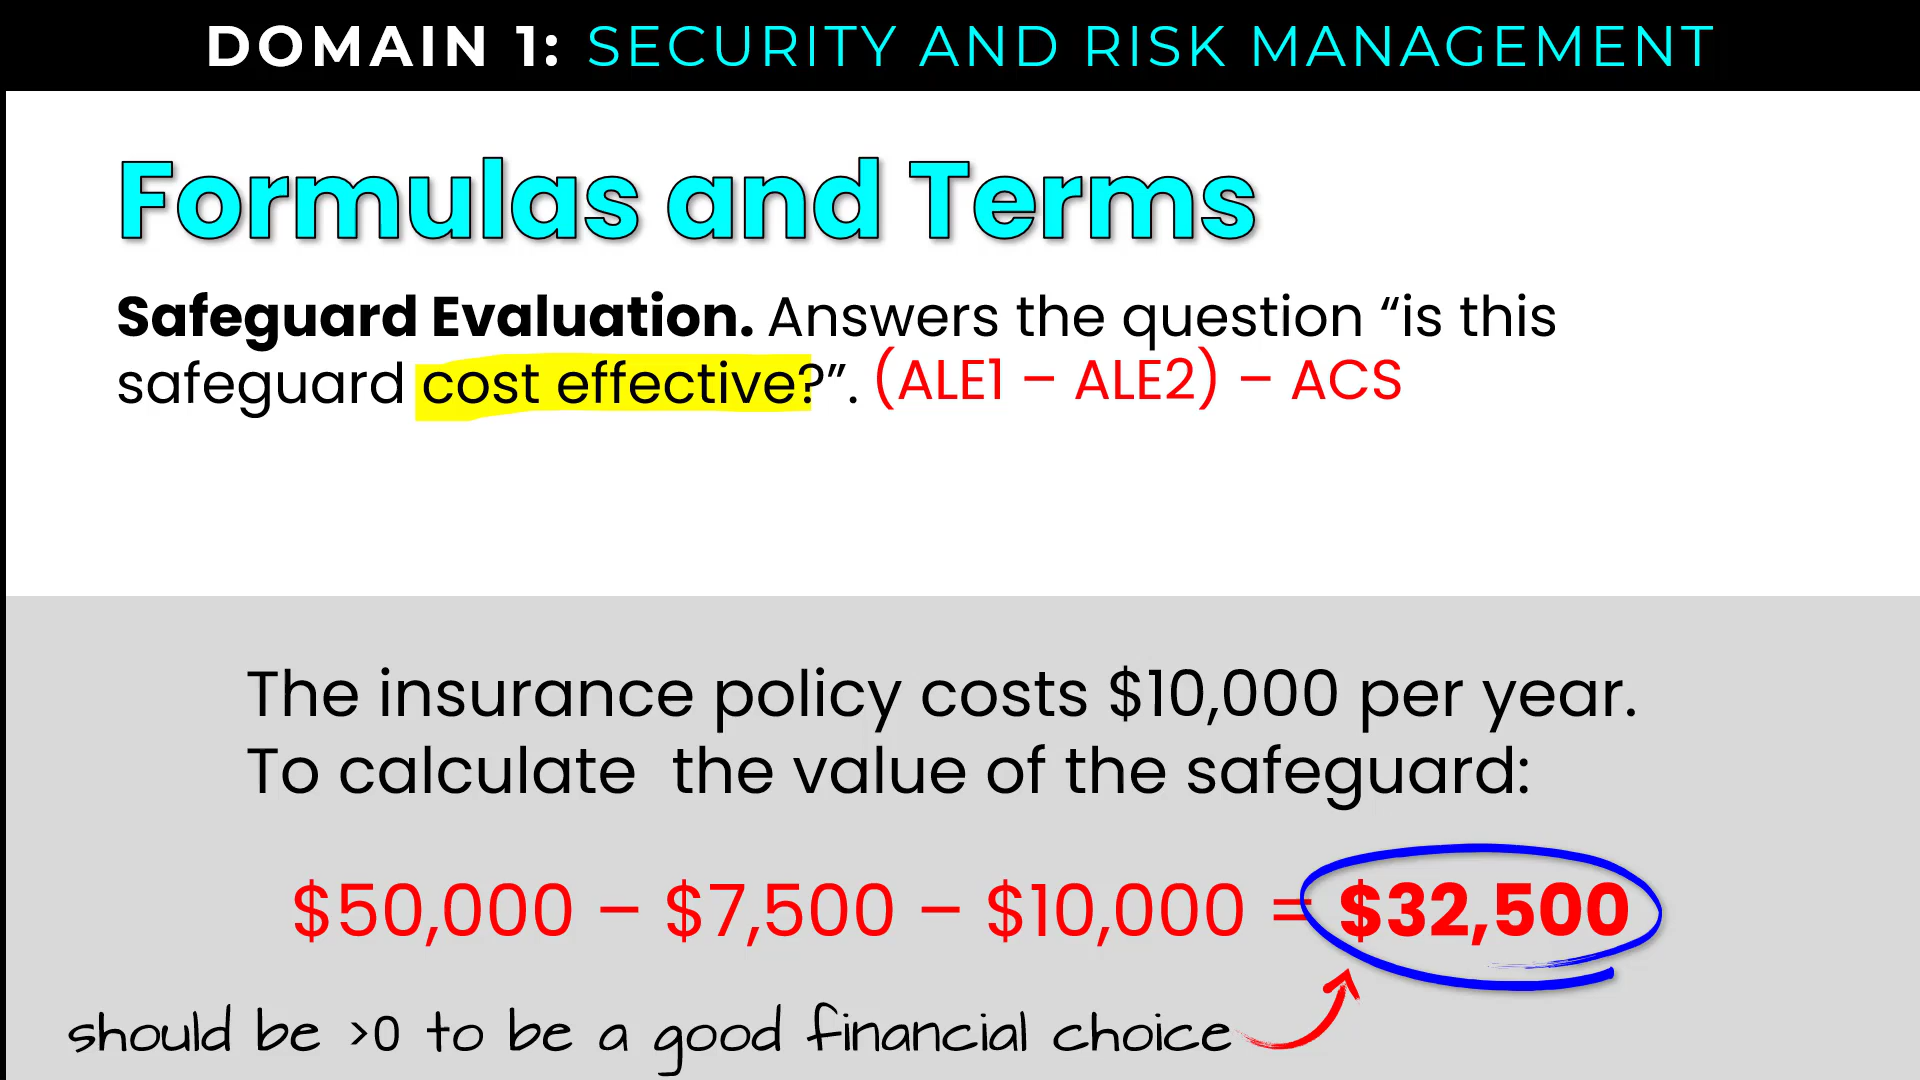 DOMAIN 1: SECURITY AND RISK MANAGEMENT
Formulas and Terms
Safeguard Evaluation. Answers the question “is this
safeguard cost effective?”. (ALE1 – ALE2) – ACS
The insurance policy costs $10,000 per year.
To calculate  the value of the safeguard:
$50,000 – $7,500 – $10,000 = $32,500
should be >0 to be a good financial choice